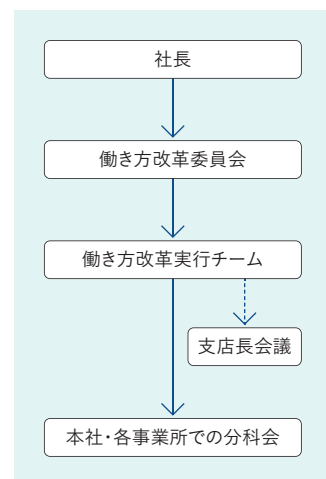 社長
働き方改革委員会
働き方改革実行チーム
支店長会議
本社・各事業所での分科会